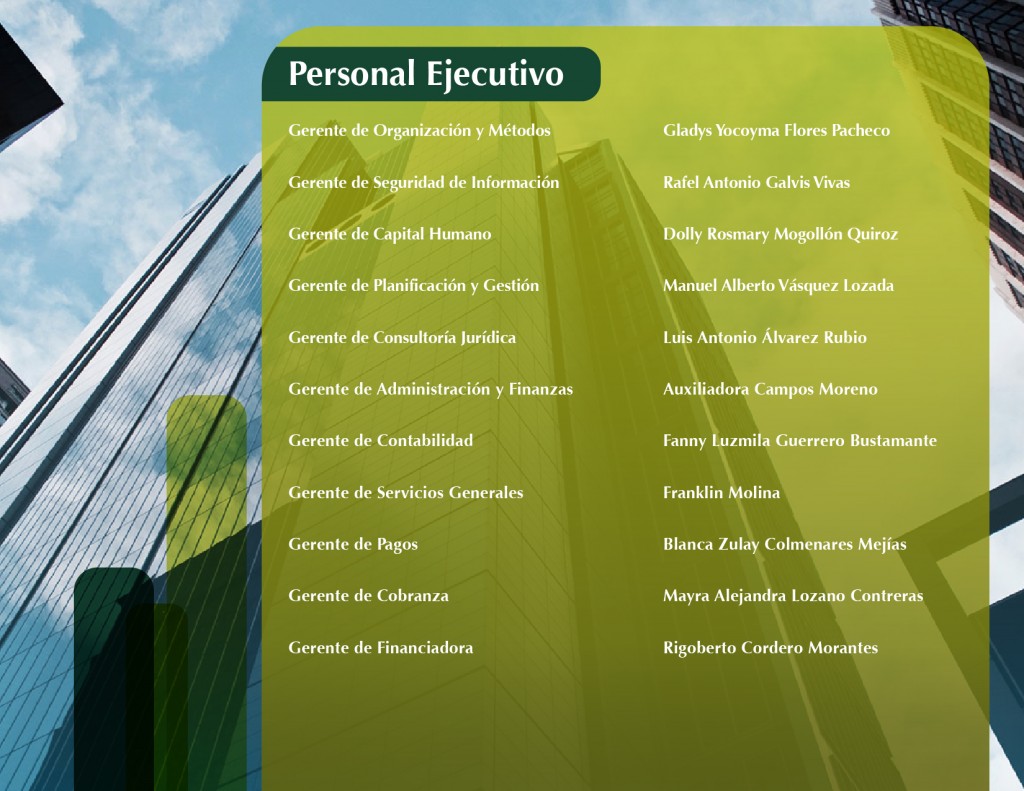 Personal Ejecutivo
Gerente de Organización y Métodos Gladys Yocoyma Flores Pacheco
Gerente de Seguridad de Información Rafel Antonio Galvis Vivas
Gerente de Capital Humano Dolly Rosmary Mogollón Quiroz
Gerente de Planificación y Gestión Manuel Alberto Vásquez Lozada
Gerente de Consultoría Jurídica Luis Antonio Álvarez Rubio
Gerente de Administración y Finanzas Auxiliadora Campos Moreno
Gerente de Contabilidad Fanny Luzmila Guerrero Bustamante
Gerente de Servicios Generales Franklin Molina
Gerente de Pagos Blanca Zulay Colmenares Mejías
Gerente de Cobranza Mayra Alejandra Lozano Contreras
Gerente de Financiadora Rigoberto Cordero Morantes